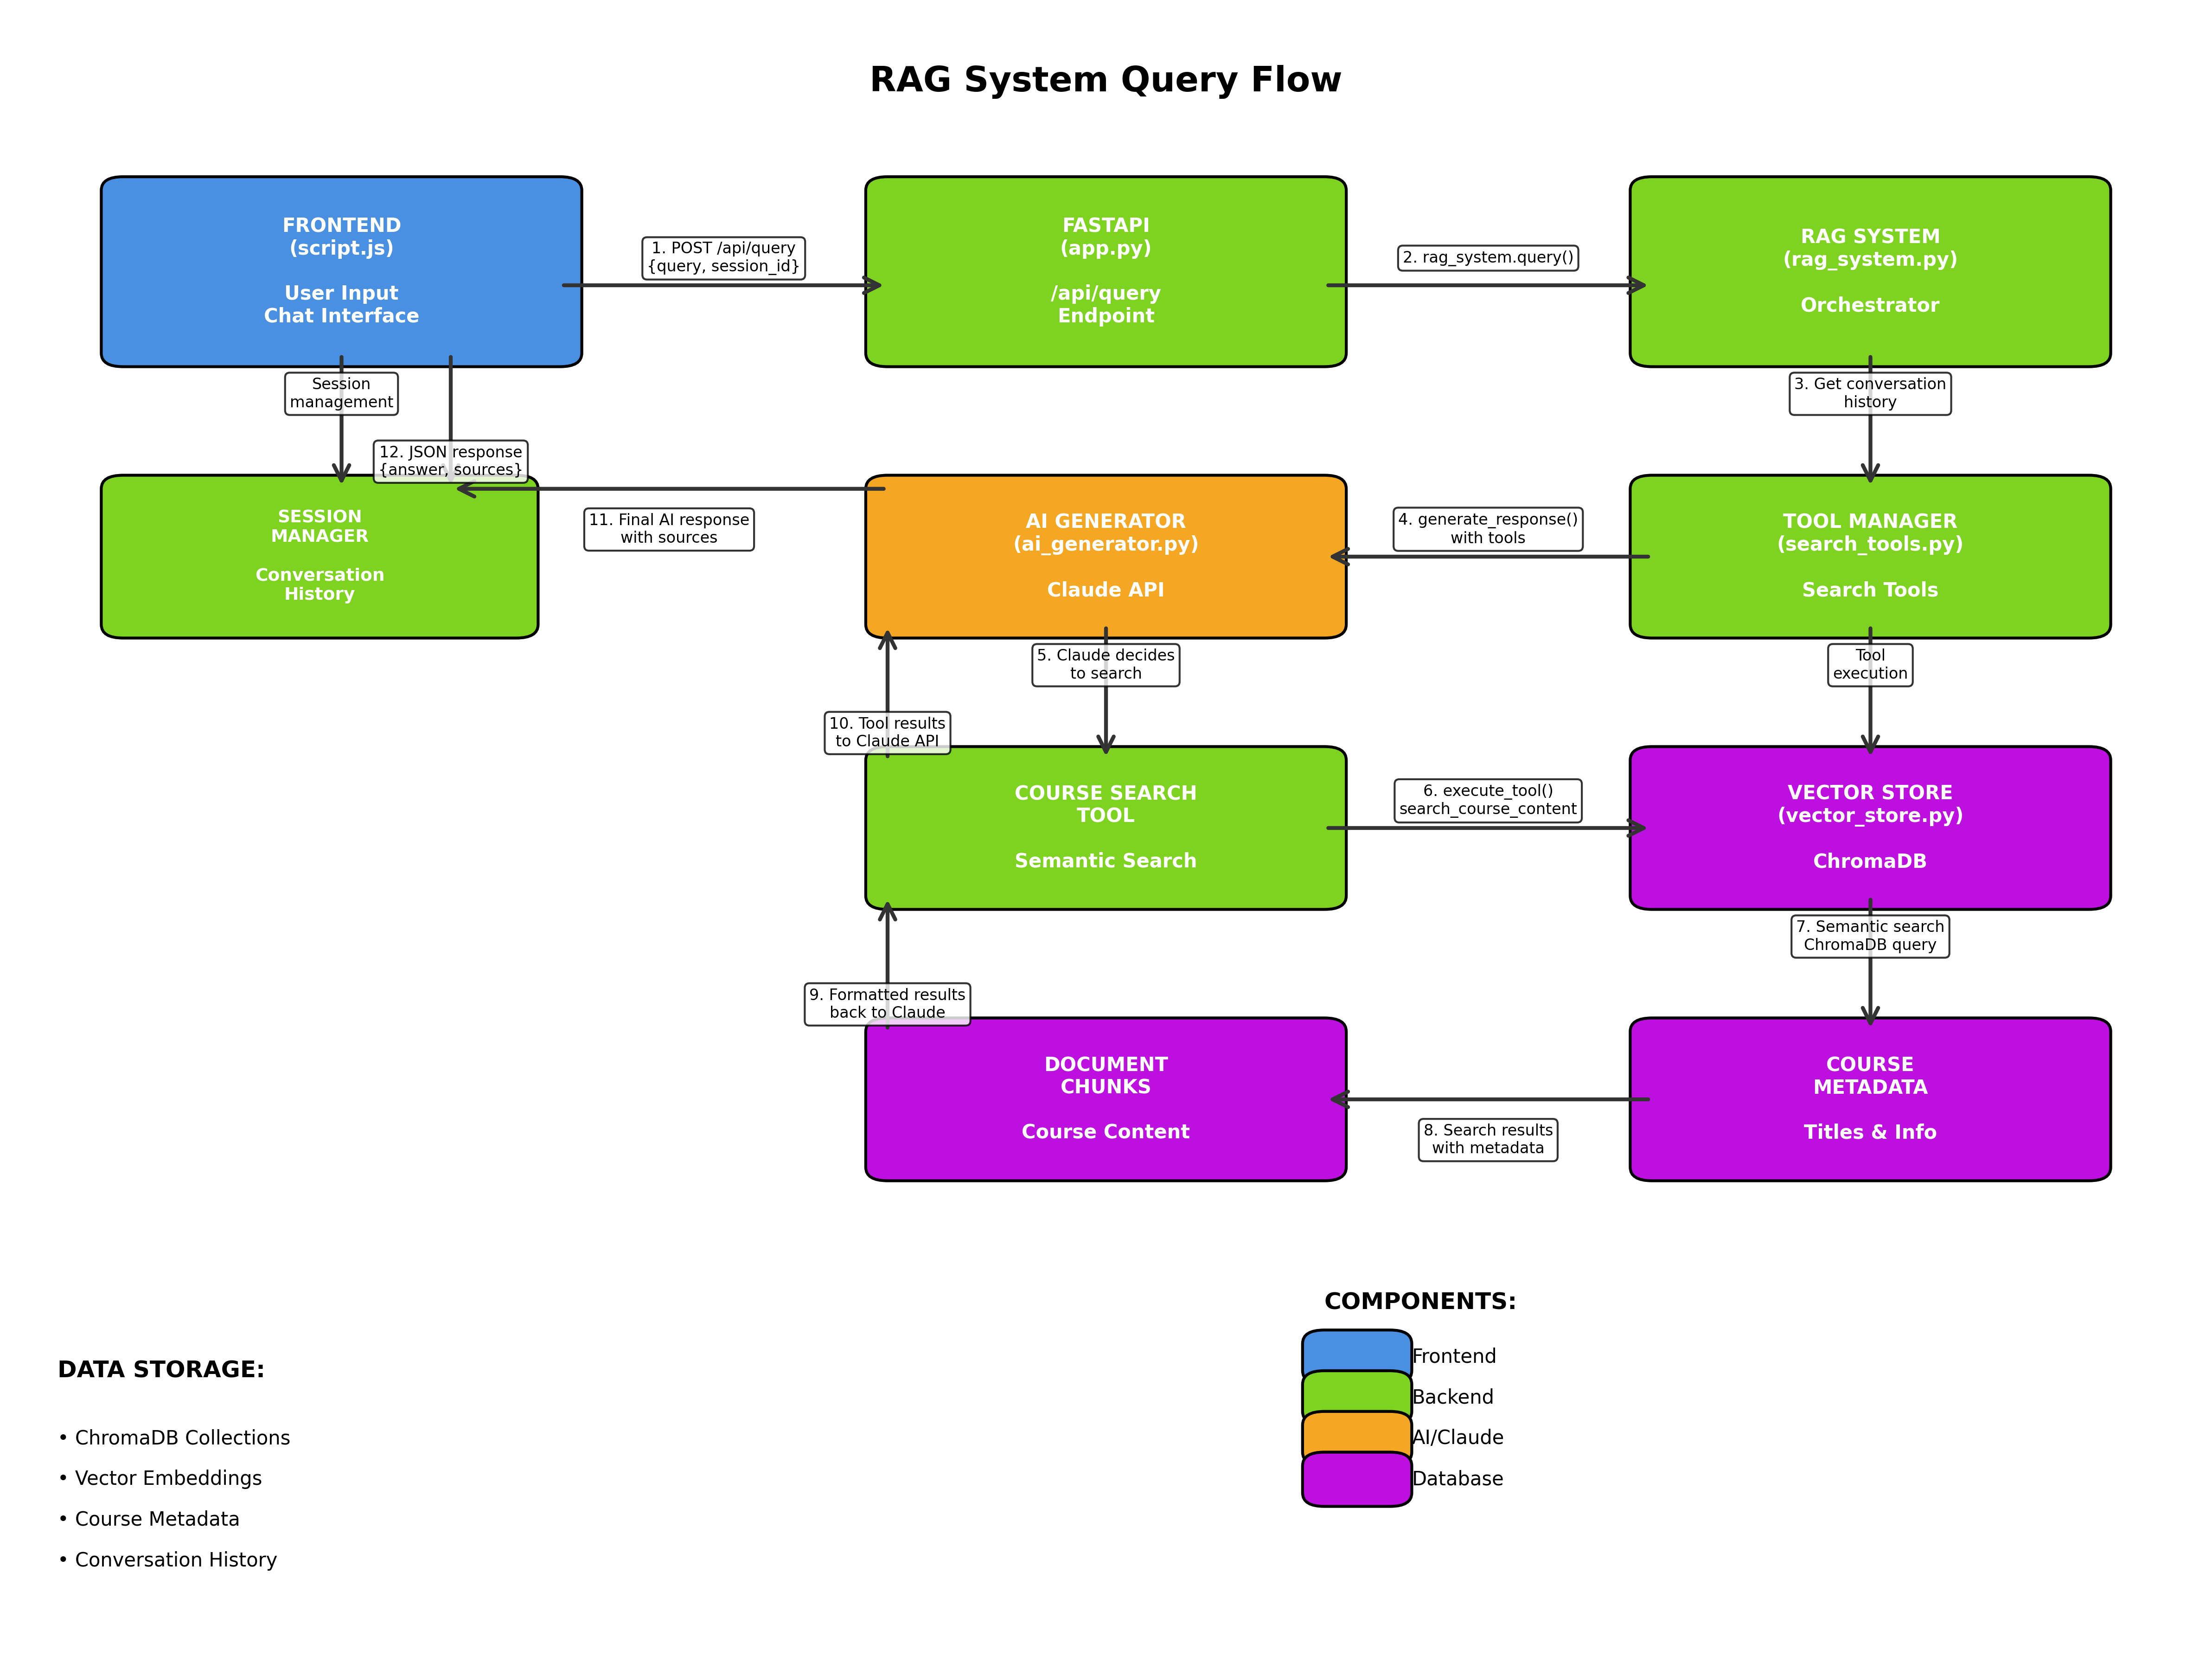 RAG System Query Flow
FRONTEND
(script.js)
User Input
Chat Interface
1. POST /api/query
{query, session_id}
FASTAPI
(app.py)
/api/query
Endpoint
2. rag_system.query()
RAG SYSTEM
(rag_system.py)
Orchestrator
Session
management
12. JSON response
{answer, sources}
3. Get conversation
history
SESSION
MANAGER
Conversation
History
11. Final AI response
with sources
AI GENERATOR
(ai_generator.py)
Claude API
4. generate_response()
with tools
TOOL MANAGER
(search_tools.py)
Search Tools
10. Tool results
to Claude API
5. Claude decides
to search
Tool
execution
COURSE SEARCH
TOOL
Semantic Search
6. execute_tool()
search_course_content
VECTOR STORE
(vector_store.py)
ChromaDB
9. Formatted results
back to Claude
7. Semantic search
ChromaDB query
DOCUMENT
CHUNKS
Course Content
8. Search results
with metadata
COURSE
METADATA
Titles & Info
DATA STORAGE:
• ChromaDB Collections
• Vector Embeddings
• Course Metadata
• Conversation History
COMPONENTS:
Frontend
Backend
AI/Claude
Database